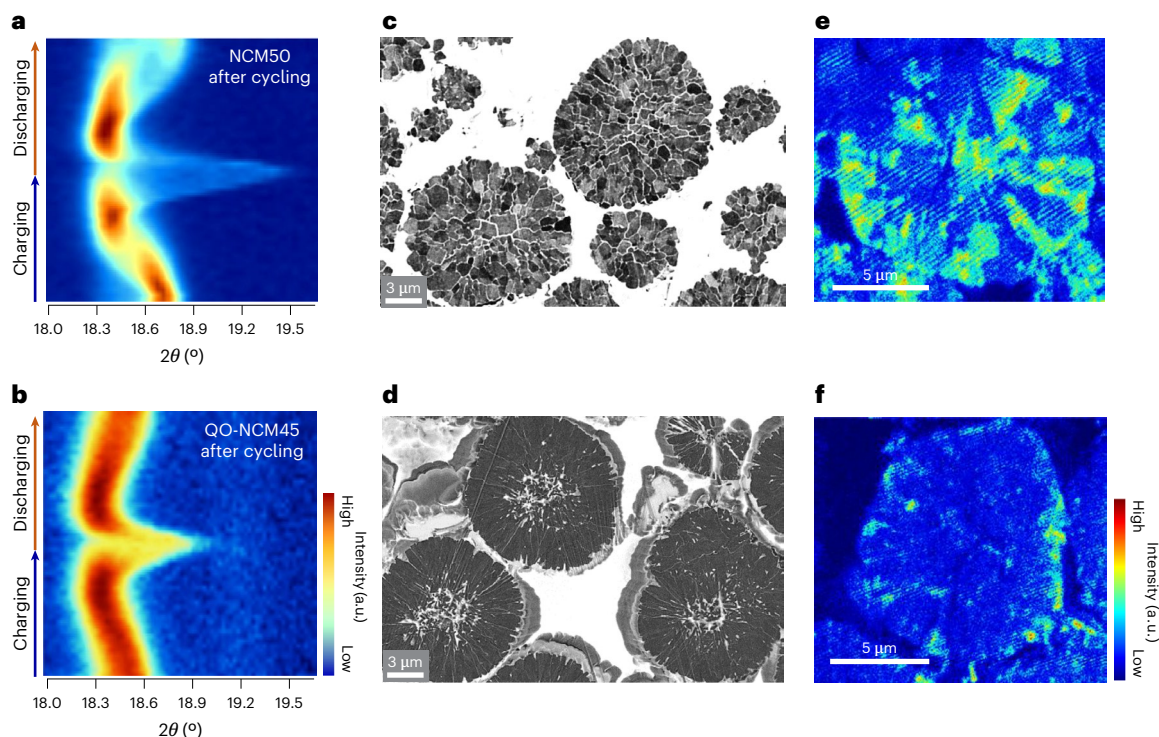 a
NCM50
after cycling
Discharging
Charging
18.0 18.3 18.6 18.9 19.2 19.5
2θ (º)
b
QO-NCM45
after cycling
Discharging
Charging
High
Intensity (a.u.)
Low
18.0 18.3 18.6 18.9 19.2 19.5
2θ (º)
c
3 µm
d
3 µm
e
5 µm
f
5 µm
High
Intensity (a.u.)
Low